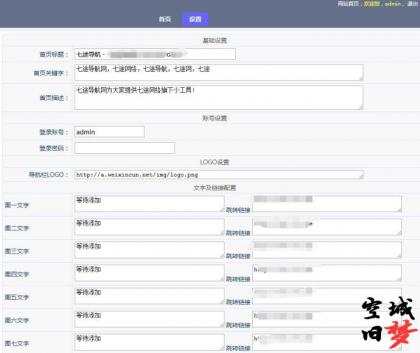 网站首页，欢迎您，admin，退出
首页 设置
基础设置
首页标题： 七途导航 -
首页关键字： 七途导航网，七途网络，七途导航，七途网，七途
首页描述： 七途导航网为大家提供七途网络旗下小工具！
账号设置
登录账号： admin
登录密码：
LOGO设置
导航栏LOGO： http://a.weixincun.net/img/logo.png
文字及链接配置
图一文字 等待添加 跳转链接
图二文字 等待添加 跳转链接
图三文字 等待添加 跳转链接
图四文字 等待添加 跳转链接
图五文字 等待添加 跳转链接
图六文字 等待添加 跳转链接
图七文字 等待添加 跳转链接
空城
旧梦